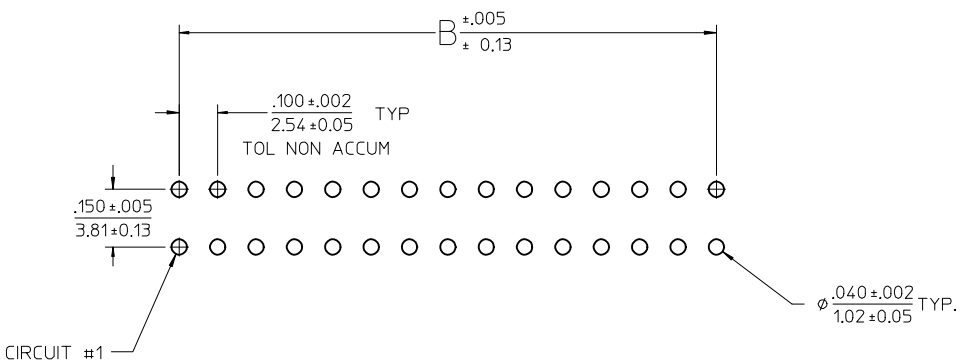 B ±.005
± 0.13
.100±.002 TYP
2.54±0.05
TOL NON ACCUM
.150±.005
3.81±0.13
⌀ .040±.002 TYP.
1.02±0.05
CIRCUIT #1